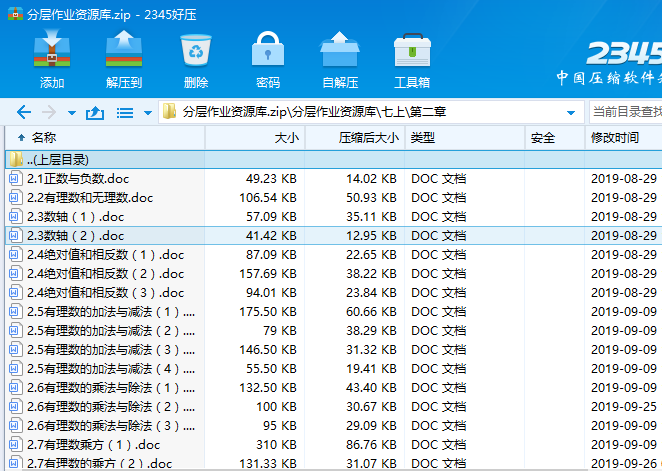 分层作业资源库.zip - 2345好压
2345
中国压缩软件
添加 解压到 删除 密码 自解压 工具箱
分层作业资源库.zip\分层作业资源库\七上\第二章 当前目录查找
名称 大小 压缩后大小 类型 安全 修改时间
..(上层目录)
2.1正数与负数.doc 49.23 KB 14.02 KB DOC 文档 2019-08-29
2.2有理数和无理数.doc 106.54 KB 50.93 KB DOC 文档 2019-08-29
2.3数轴（1）.doc 57.09 KB 35.11 KB DOC 文档 2019-08-29
2.3数轴（2）.doc 41.42 KB 12.95 KB DOC 文档 2019-08-29
2.4绝对值和相反数（1）.doc 87.09 KB 22.65 KB DOC 文档 2019-08-29
2.4绝对值和相反数（2）.doc 157.69 KB 38.22 KB DOC 文档 2019-08-29
2.4绝对值和相反数（3）.doc 94.01 KB 23.84 KB DOC 文档 2019-08-29
2.5有理数的加法与减法（1）.... 175.50 KB 60.66 KB DOC 文档 2019-09-09
2.5有理数的加法与减法（2）.... 79 KB 38.29 KB DOC 文档 2019-09-09
2.5有理数的加法与减法（3）.... 146.50 KB 31.32 KB DOC 文档 2019-09-09
2.5有理数的加法与减法（4）.... 55.50 KB 19.41 KB DOC 文档 2019-09-09
2.6有理数的乘法与除法（1）.... 132.50 KB 43.40 KB DOC 文档 2019-09-09
2.6有理数的乘法与除法（2）.... 100 KB 30.67 KB DOC 文档 2019-09-25
2.6有理数的乘法与除法（3）.... 95 KB 29.09 KB DOC 文档 2019-09-09
2.7有理数乘方（1）.doc 310 KB 86.76 KB DOC 文档 2019-09-09
2.7有理数的乘方（2）.doc 131.33 KB 31.07 KB DOC 文档 2019-09-26